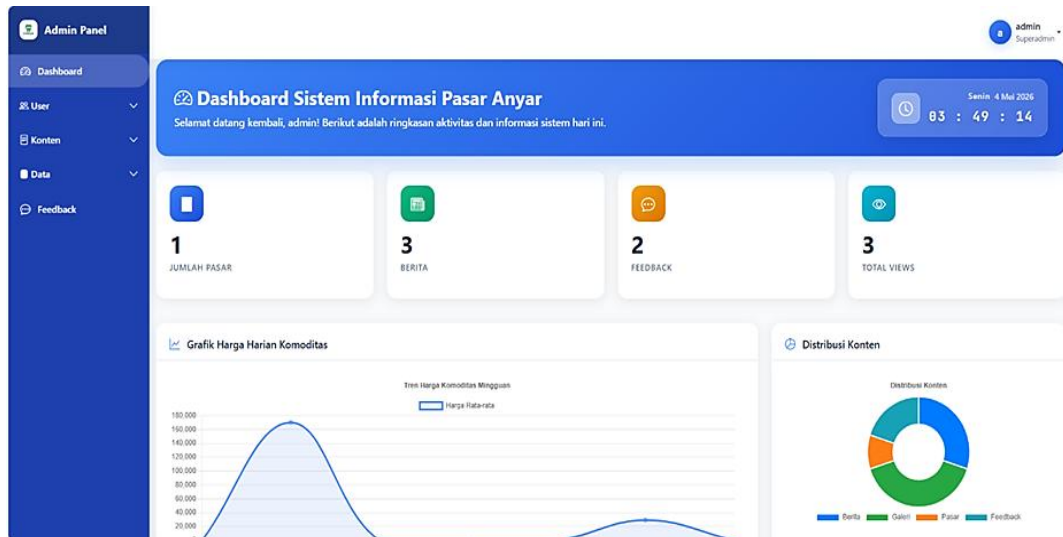 Admin Panel
admin
Superadmin
Dashboard
User
Konten
Data
Feedback
Dashboard Sistem Informasi Pasar Anyar
Selamat datang kembali, admin! Berikut adalah ringkasan aktivitas dan informasi sistem hari ini.
Senin 4 Mei 2026
03 : 49 : 14
1
JUMLAH PASAR
3
BERITA
2
FEEDBACK
3
TOTAL VIEWS
Grafik Harga Harian Komoditas
Tren Harga Komoditas Mingguan
Harga Rata-rata
180,000
160,000
140,000
120,000
100,000
80,000
60,000
40,000
20,000
Distribusi Konten
Distribusi Konten
Berita Galeri Pasar Feedback